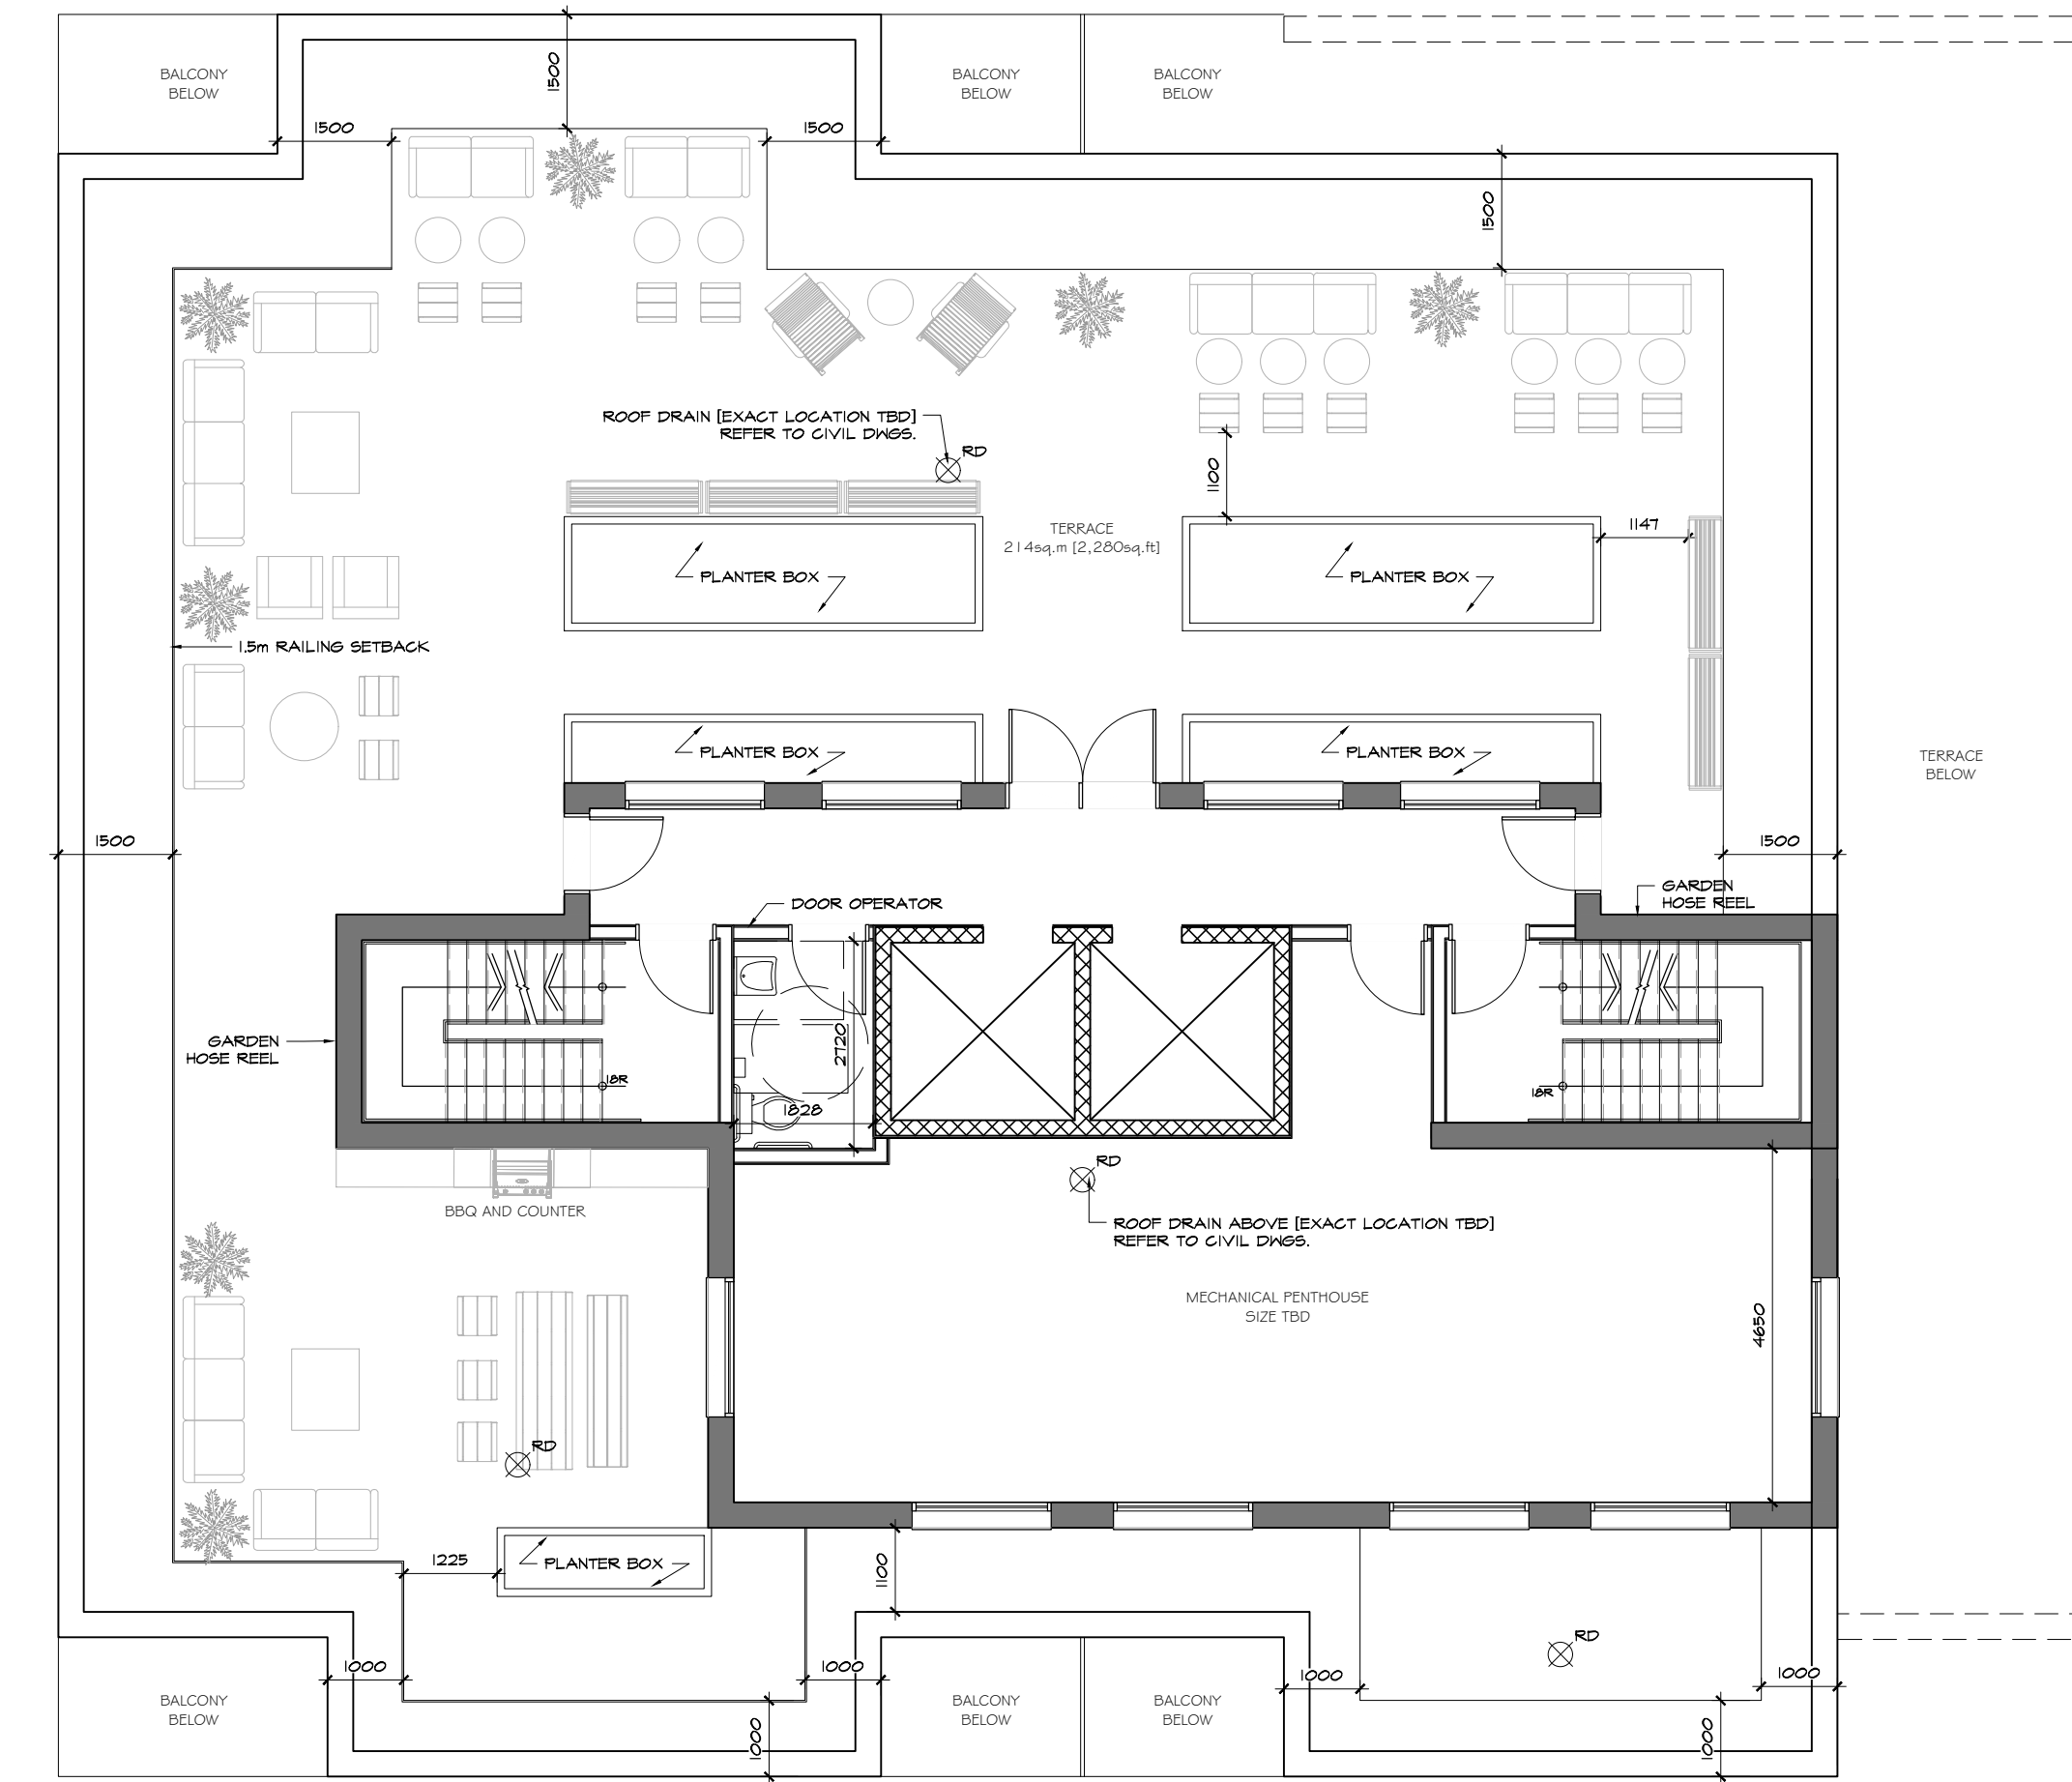 BALCONY
BELOW
1500
BALCONY
BELOW
BALCONY
BELOW
1500
1500
1500
ROOF DRAIN [EXACT LOCATION TBD]
REFER TO CIVIL DWGS.
RD
1100
TERRACE
214sq.m [2,280sq.ft]
1147
PLANTER BOX
PLANTER BOX
1.5m RAILING SETBACK
PLANTER BOX
PLANTER BOX
TERRACE
BELOW
1500
1500
DOOR OPERATOR
GARDEN
HOSE REEL
GARDEN
HOSE REEL
2720
18R
18R
1828
RD
BBQ AND COUNTER
ROOF DRAIN ABOVE [EXACT LOCATION TBD]
REFER TO CIVIL DWGS.
MECHANICAL PENTHOUSE
SIZE TBD
4650
RD
1225
PLANTER BOX
1100
RD
1000
1000
1000
1000
BALCONY
BELOW
BALCONY
BELOW
BALCONY
BELOW
1000
1000